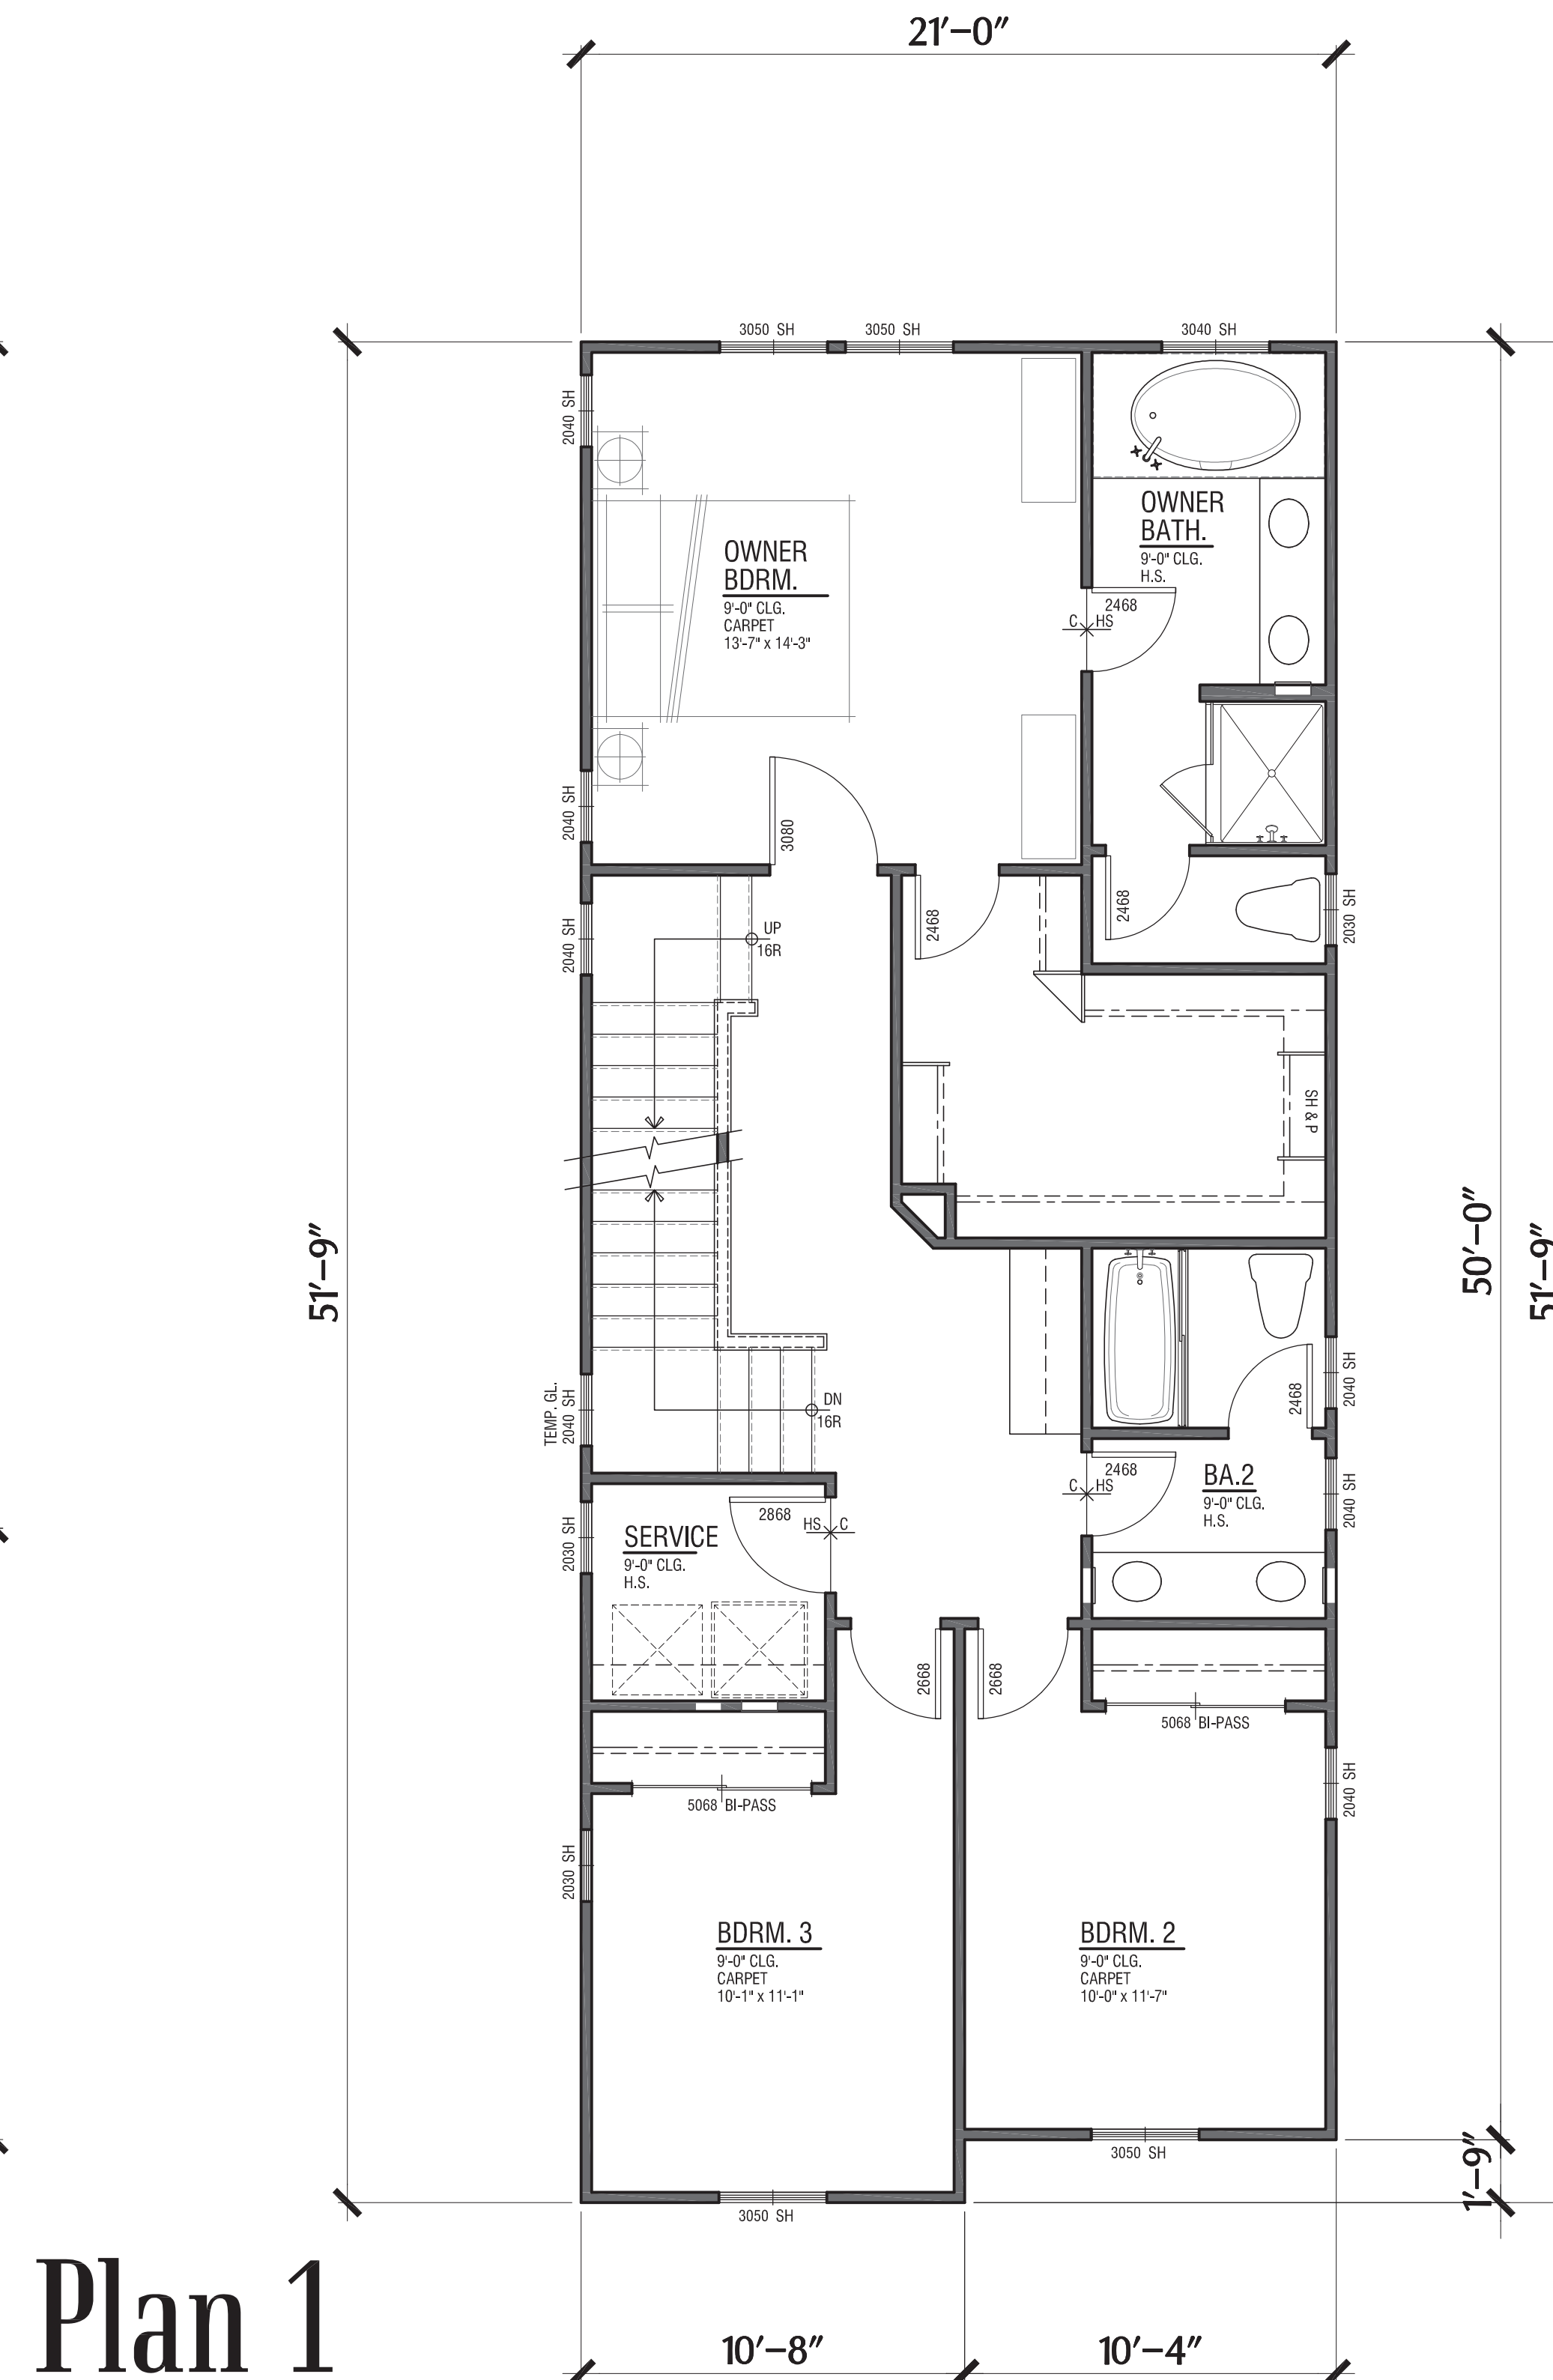 21'–0"
3050 SH
3050 SH
3040 SH
2040 SH
OWNER
BATH.
9'-0" CLG.
H.S.
OWNER
BDRM.
9'-0" CLG.
CARPET
13'-7" x 14'-3"
2468
C HS
2040 SH
3080
2468
2468
2030 SH
2040 SH
UP
16R
SH & P
51'–9"
50'–0"
51'–9"
TEMP. GL.
2040 SH
DN
16R
2468
2040 SH
2468
C HS
BA.2
9'-0" CLG.
H.S.
2040 SH
2868
HS C
SERVICE
9'-0" CLG.
H.S.
2030 SH
2668
2668
5068 BI-PASS
5068 BI-PASS
2040 SH
2030 SH
BDRM. 3
9'-0" CLG.
CARPET
10'-1" x 11'-1"
BDRM. 2
9'-0" CLG.
CARPET
10'-0" x 11'-7"
3050 SH
1'–9"
3050 SH
Plan 1
10'–8"
10'–4"